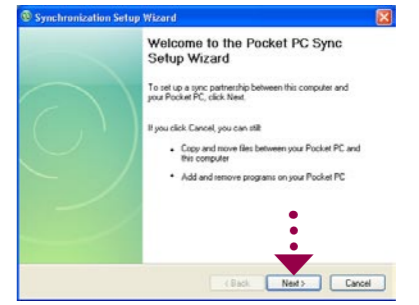 Synchronization Setup Wizard
Welcome to the Pocket PC Sync
Setup Wizard
To set up a sync partnership between this computer and
your Pocket PC, click Next.
If you click Cancel, you can still:
• Copy and move files between your Pocket PC and
this computer
• Add and remove programs on your Pocket PC
< Back Next > Cancel